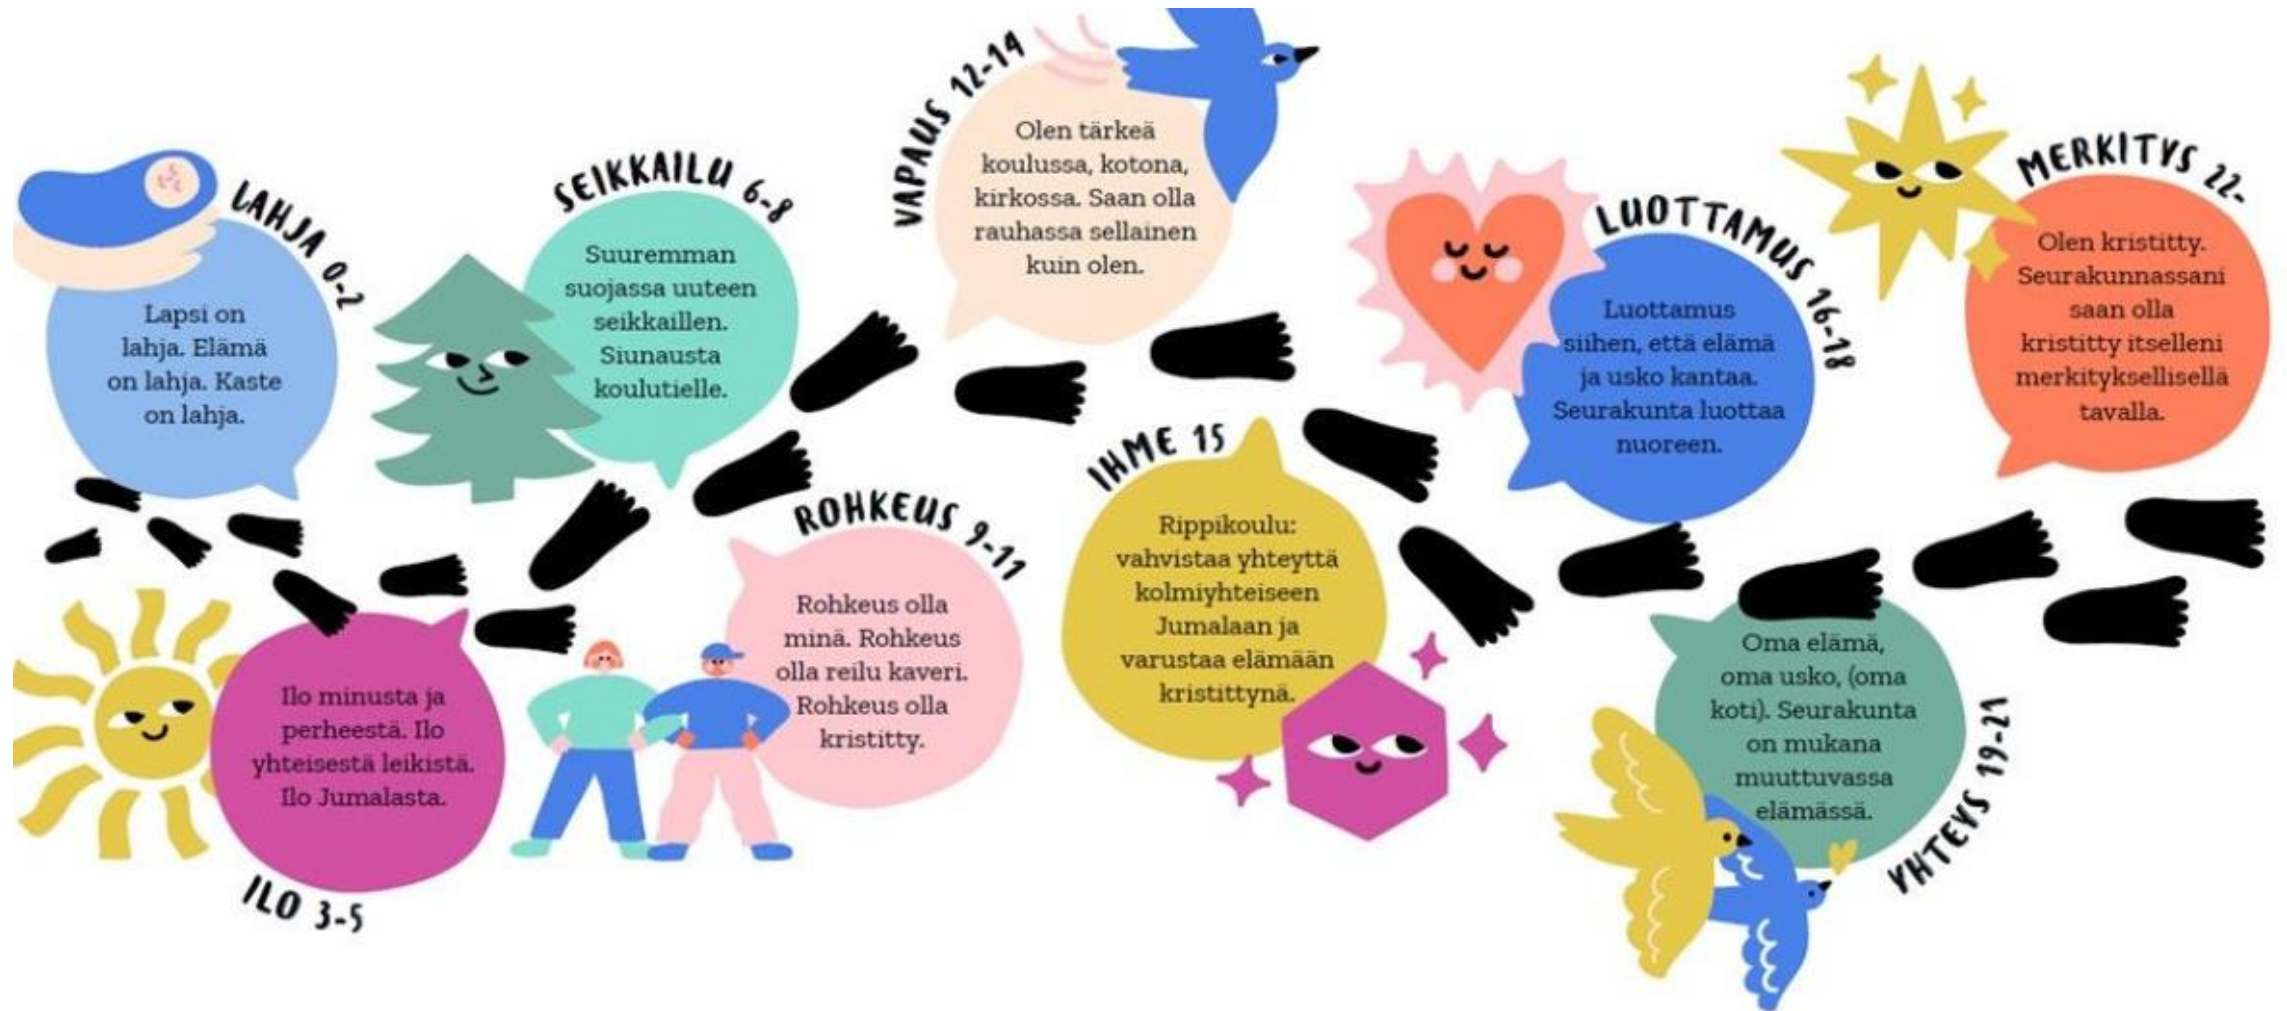 LAHJA 0-2
Lapsi on
lahja. Elämä
on lahja. Kaste
on lahja.
ILO 3-5
Ilo minusta ja
perheestä. Ilo
yhteisestä leikistä.
Ilo Jumalasta.
SEIKKAILU 6-8
Suuremman
suojassa uuteen
seikkaillen.
Siunausta
koulutielle.
ROHKEUS 9-11
Rohkeus olla
minä. Rohkeus
olla reilu kaveri.
Rohkeus olla
kristitty.
VAPAUS 12-14
Olen tärkeä
koulussa, kotona,
kirkossa. Saan olla
rauhassa sellainen
kuin olen.
IHME 15
Rippikoulu:
vahvistaa yhteyttä
kolmiyhteiseen
Jumalaan ja
varustaa elämään
kristittynä.
LUOTTAMUS 16-18
Luottamus
siihen, että elämä
ja usko kantaa.
Seurakunta luottaa
nuoreen.
YHTEYS 19-21
Oma elämä,
oma usko, (oma
koti). Seurakunta
on mukana
muuttuvassa
elämässä.
MERKITYS 22-
Olen kristitty.
Seurakunnassani
saan olla
kristitty itselleni
merkityksellisellä
tavalla.